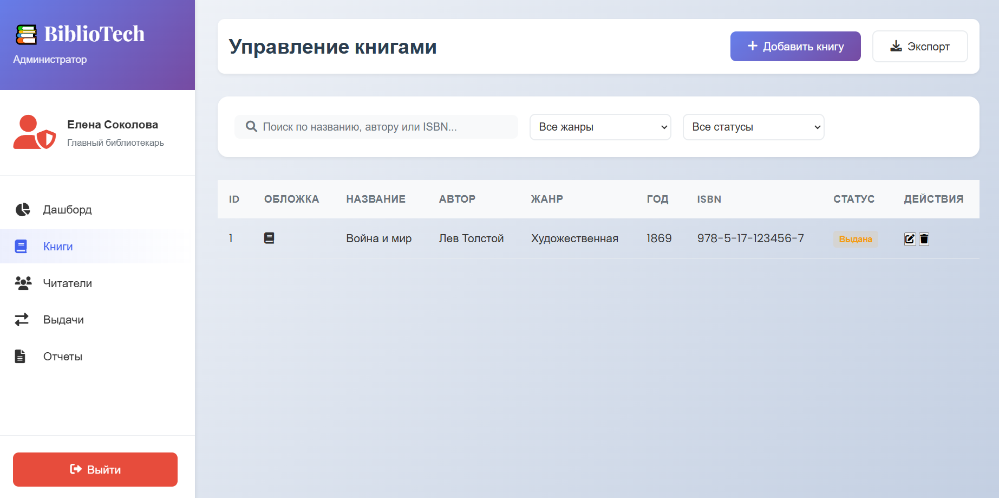 BiblioTech
Администратор
Елена Соколова
Главный библиотекарь
Дашборд
Книги
Читатели
Выдачи
Отчеты
Выйти
Управление книгами
Добавить книгу
Экспорт
Поиск по названию, автору или ISBN...
Все жанры
Все статусы
ID ОБЛОЖКА НАЗВАНИЕ АВТОР ЖАНР ГОД ISBN СТАТУС ДЕЙСТВИЯ
1 Война и мир Лев Толстой Художественная 1869 978-5-17-123456-7 Выдана